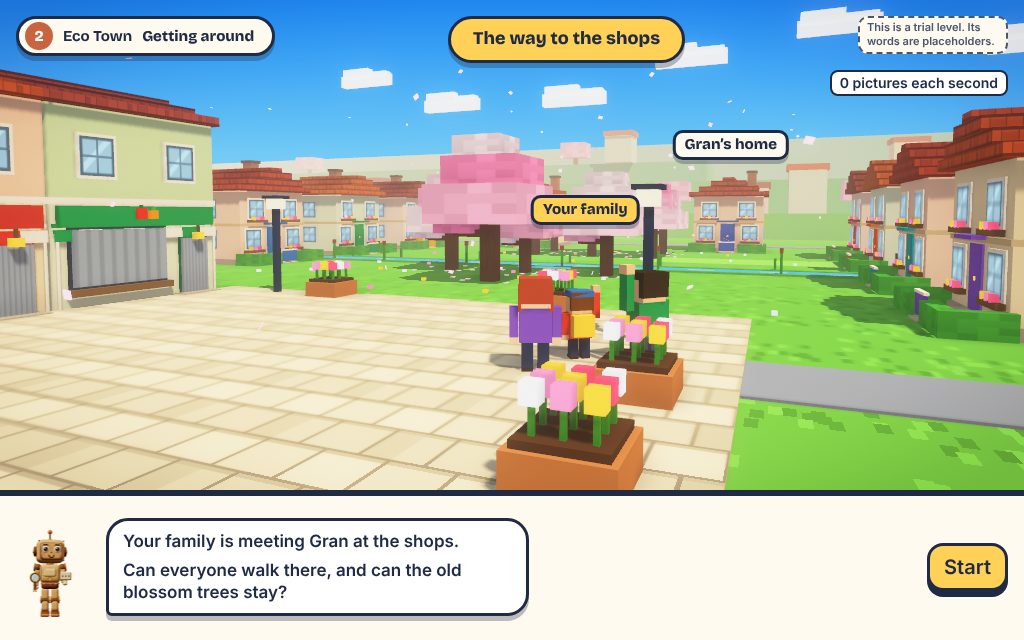 2 Eco Town Getting around
The way to the shops
This is a trial level. Its
words are placeholders.
0 pictures each second
Gran's home
Your family
Your family is meeting Gran at the shops.
Can everyone walk there, and can the old
blossom trees stay?
Start